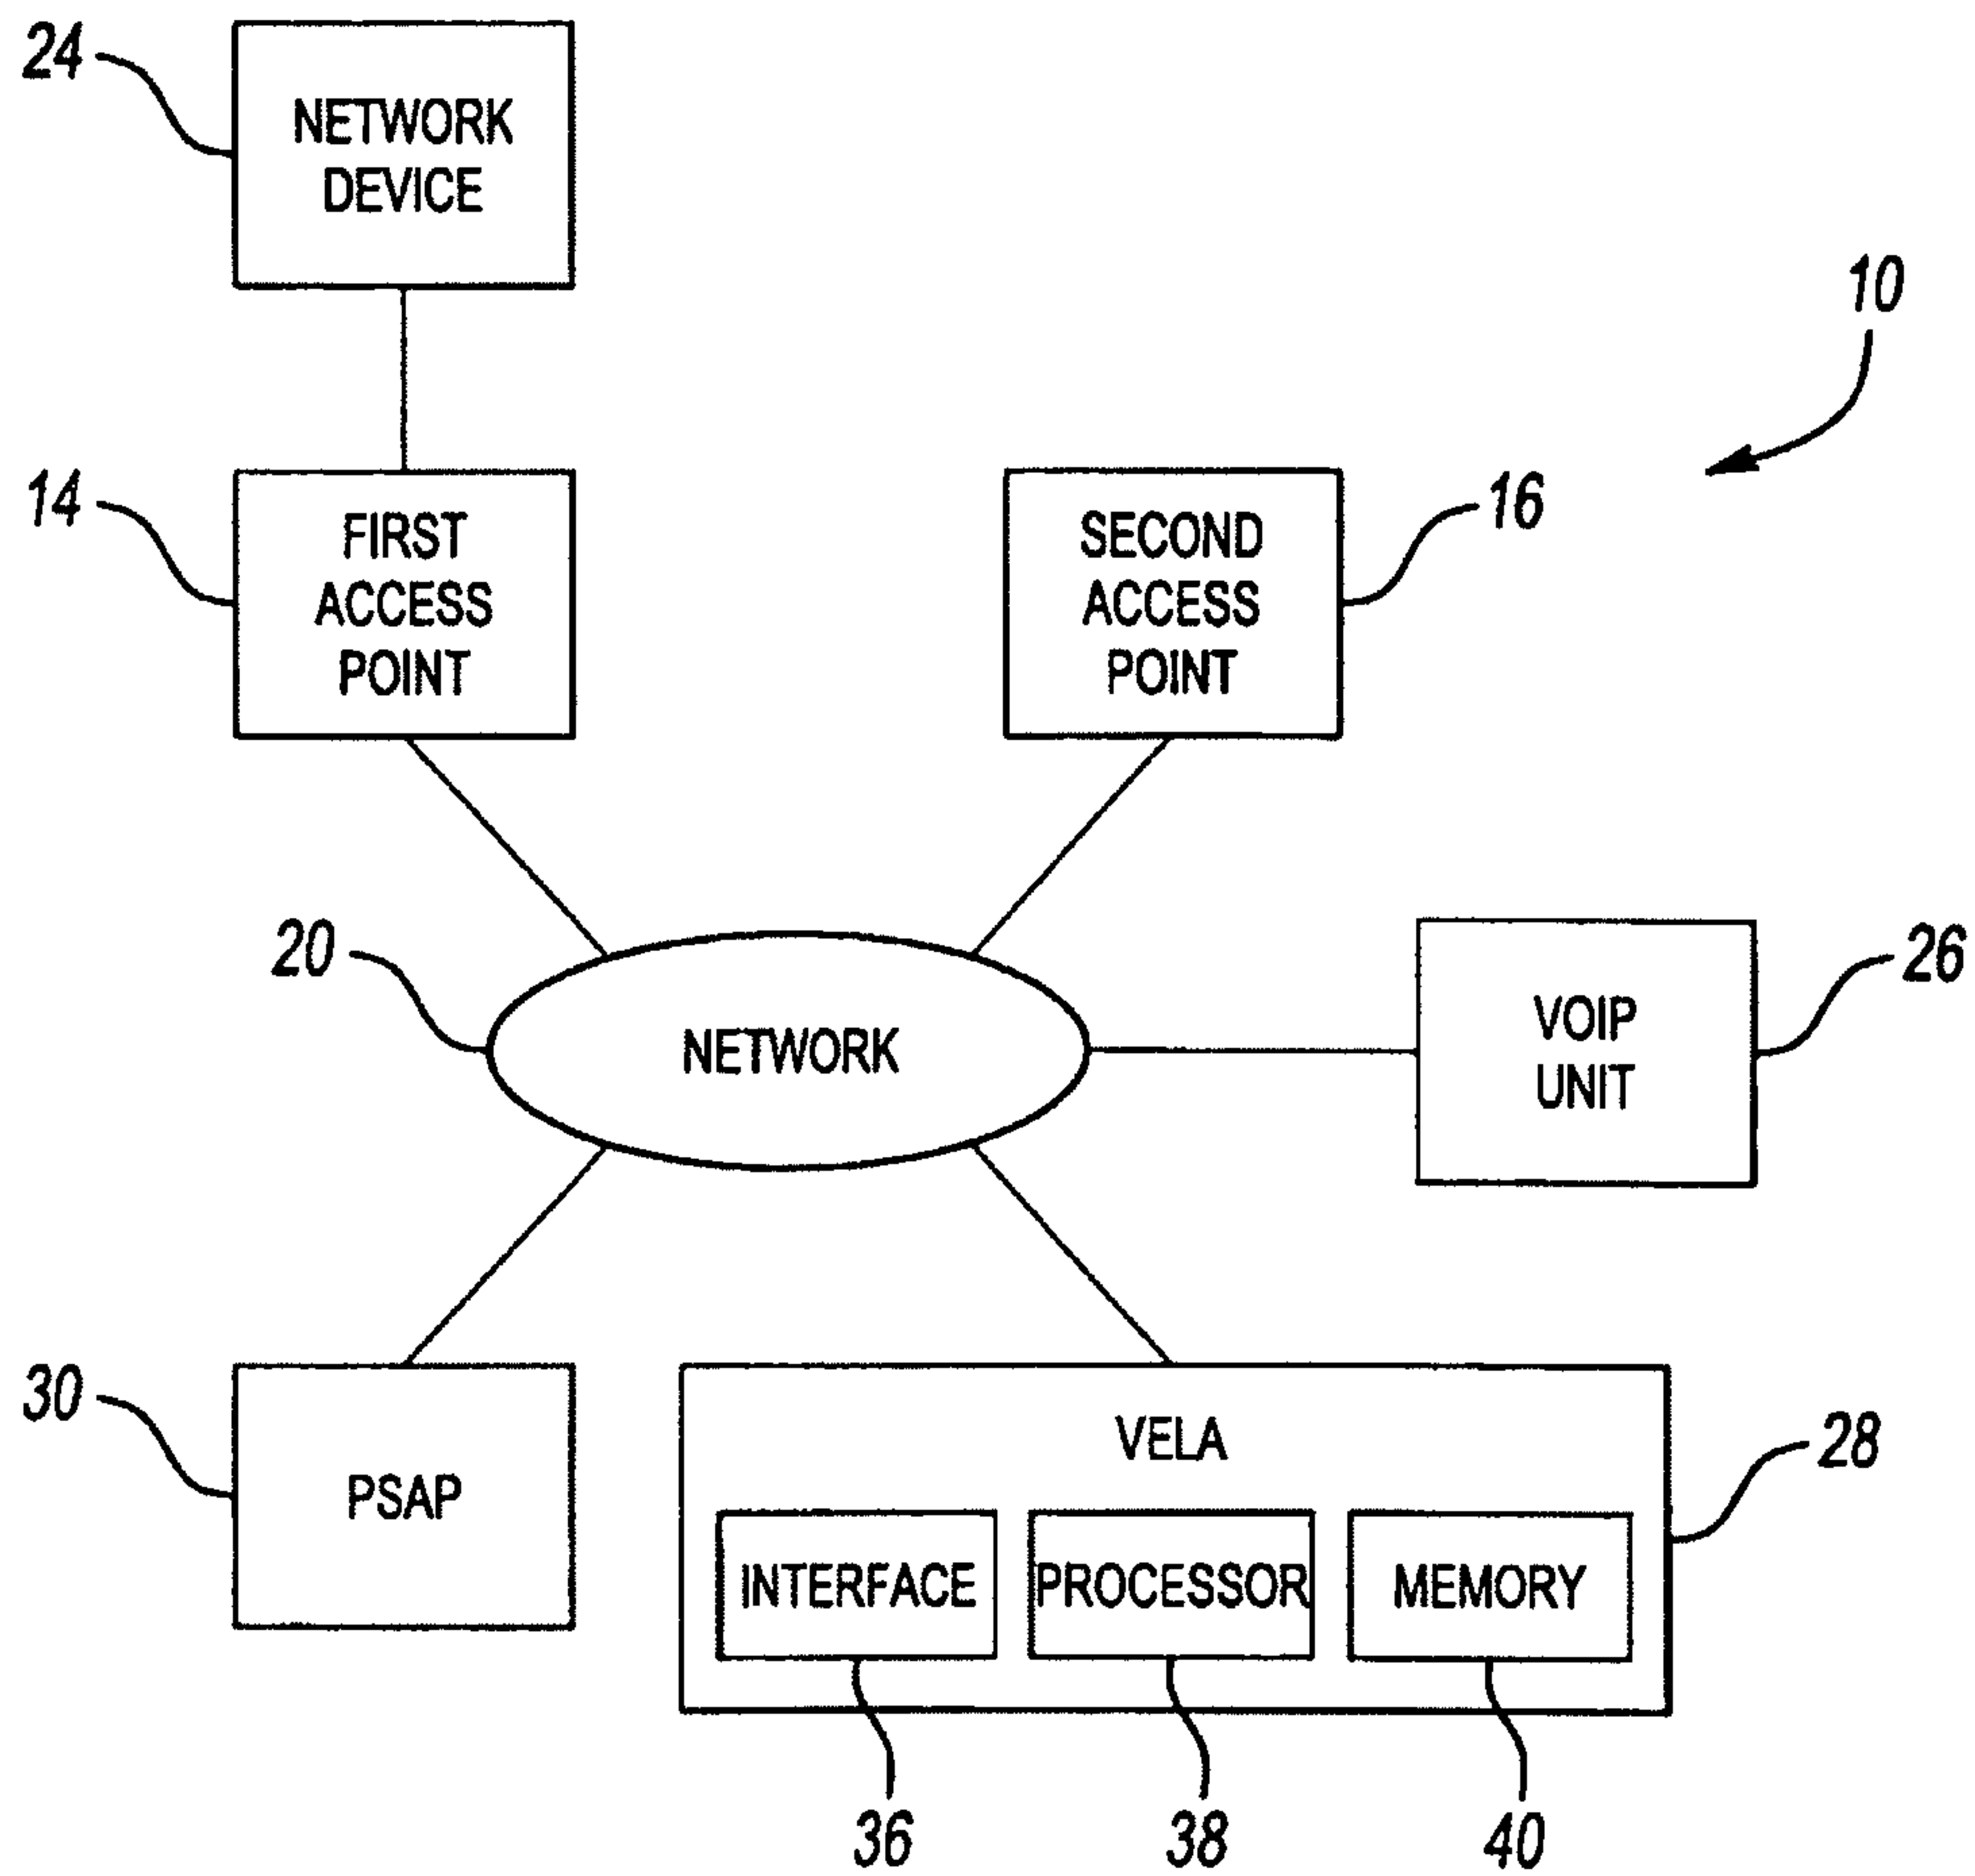 24
NETWORK
DEVICE
10
14
FIRST
ACCESS
POINT
SECOND
ACCESS
POINT
16
20
NETWORK
VOIP
UNIT
26
30
PSAP
VELA
28
INTERFACE
PROCESSOR
MEMORY
36
38
40